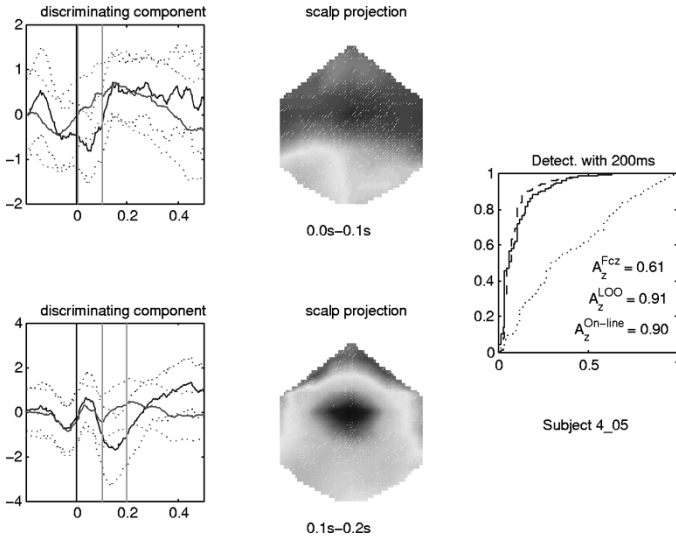 discriminating component
scalp projection
2
1
0
−1
−2
0
0.2
0.4
0.0s−0.1s
discriminating component
scalp projection
4
2
0
−2
−4
0
0.2
0.4
0.1s−0.2s
Detect. with 200ms
1
0.8
0.6
0.4
0.2
0
0
0.5
1
A_z^Fcz = 0.61
A_z^LOO = 0.91
A_z^On−line = 0.90
Subject 4_05